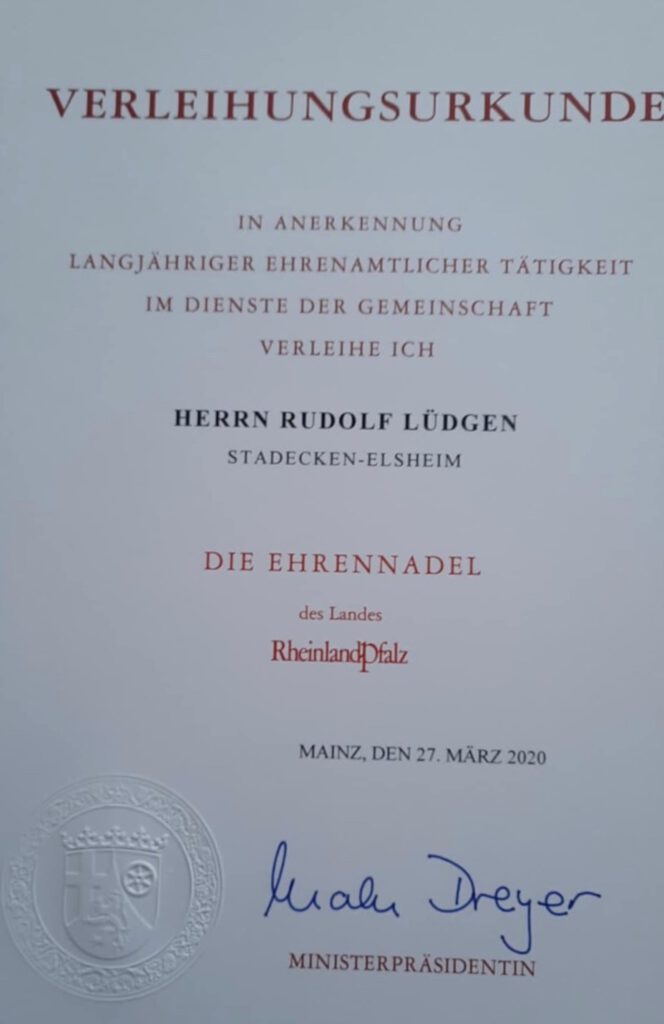 VERLEIHUNGSURKUNDE
IN ANERKENNUNG
LANGJÄHRIGER EHRENAMTLICHER TÄTIGKEIT
IM DIENSTE DER GEMEINSCHAFT
VERLEIHE ICH
HERRN RUDOLF LÜDGEN
STADECKEN-ELSHEIM
DIE EHRENNADEL
des Landes
RheinlandPfalz
MAINZ, DEN 27. MÄRZ 2020
Malu Dreyer
MINISTERPRÄSIDENTIN